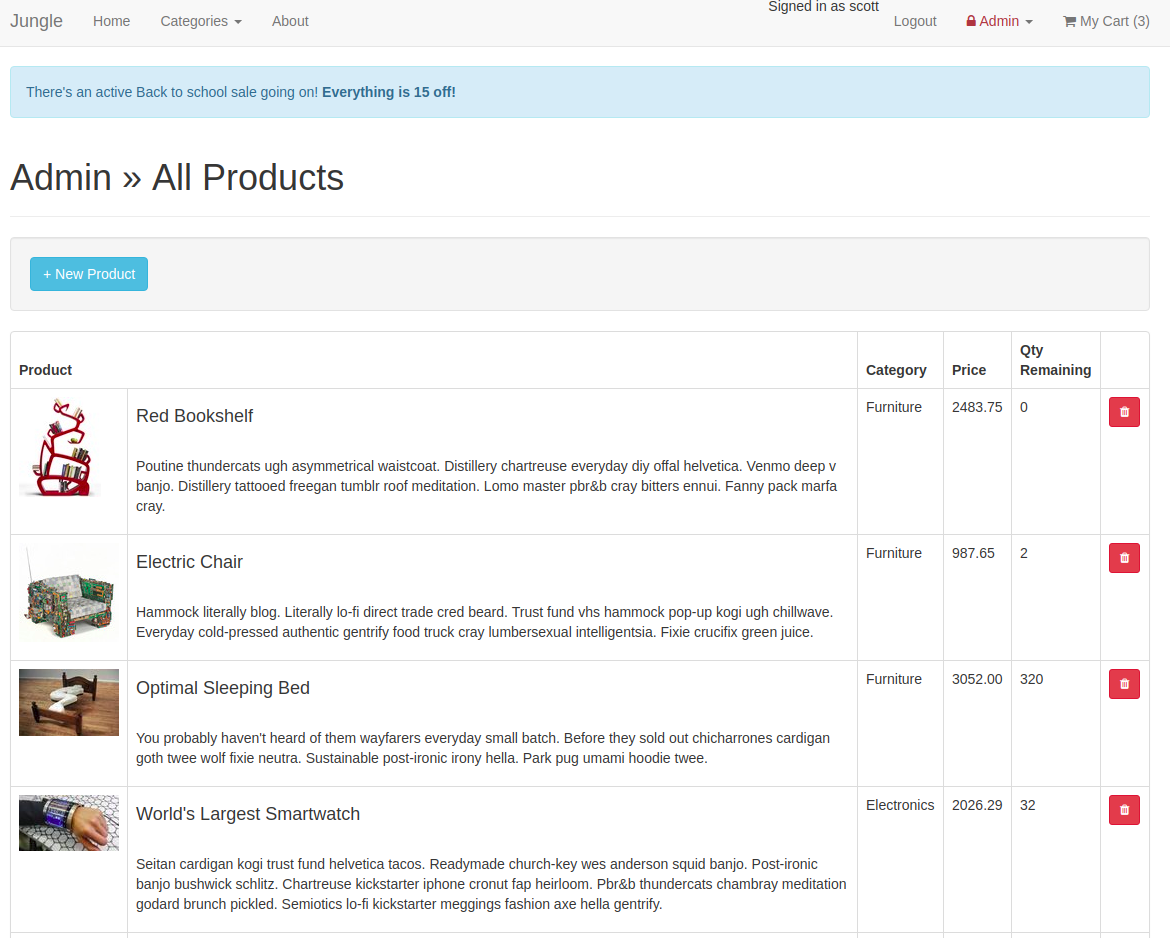 Jungle Home Categories About Signed in as scott Logout Admin My Cart (3)
There's an active Back to school sale going on! Everything is 15 off!
Admin » All Products
+ New Product
Product Category Price Qty Remaining
Red Bookshelf Furniture 2483.75 0
Poutine thundercats ugh asymmetrical waistcoat. Distillery chartreuse everyday diy offal helvetica. Venmo deep v
banjo. Distillery tattooed freegan tumblr roof meditation. Lomo master pbr&b cray bitters ennui. Fanny pack marfa
cray.
Electric Chair Furniture 987.65 2
Hammock literally blog. Literally lo-fi direct trade cred beard. Trust fund vhs hammock pop-up kogi ugh chillwave.
Everyday cold-pressed authentic gentrify food truck cray lumbersexual intelligentsia. Fixie crucifix green juice.
Optimal Sleeping Bed Furniture 3052.00 320
You probably haven't heard of them wayfarers everyday small batch. Before they sold out chicharrones cardigan
goth twee wolf fixie neutra. Sustainable post-ironic irony hella. Park pug umami hoodie twee.
World's Largest Smartwatch Electronics 2026.29 32
Seitan cardigan kogi trust fund helvetica tacos. Readymade church-key wes anderson squid banjo. Post-ironic
banjo bushwick schlitz. Chartreuse kickstarter iphone cronut fap heirloom. Pbr&b thundercats chambray meditation
godard brunch pickled. Semiotics lo-fi kickstarter meggings fashion axe hella gentrify.